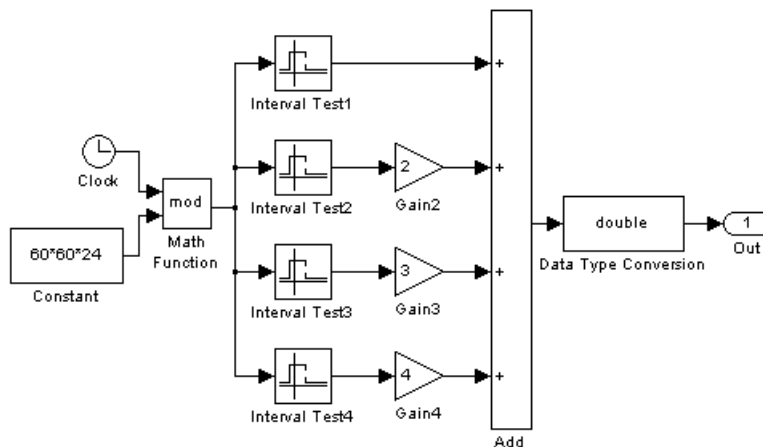 Interval Test1
+
Clock
mod
Math
Function
60*60*24
Constant
Interval Test2
2
Gain2
+
Interval Test3
3
Gain3
+
Interval Test4
4
Gain4
+
Add
double
Data Type Conversion
1
Out